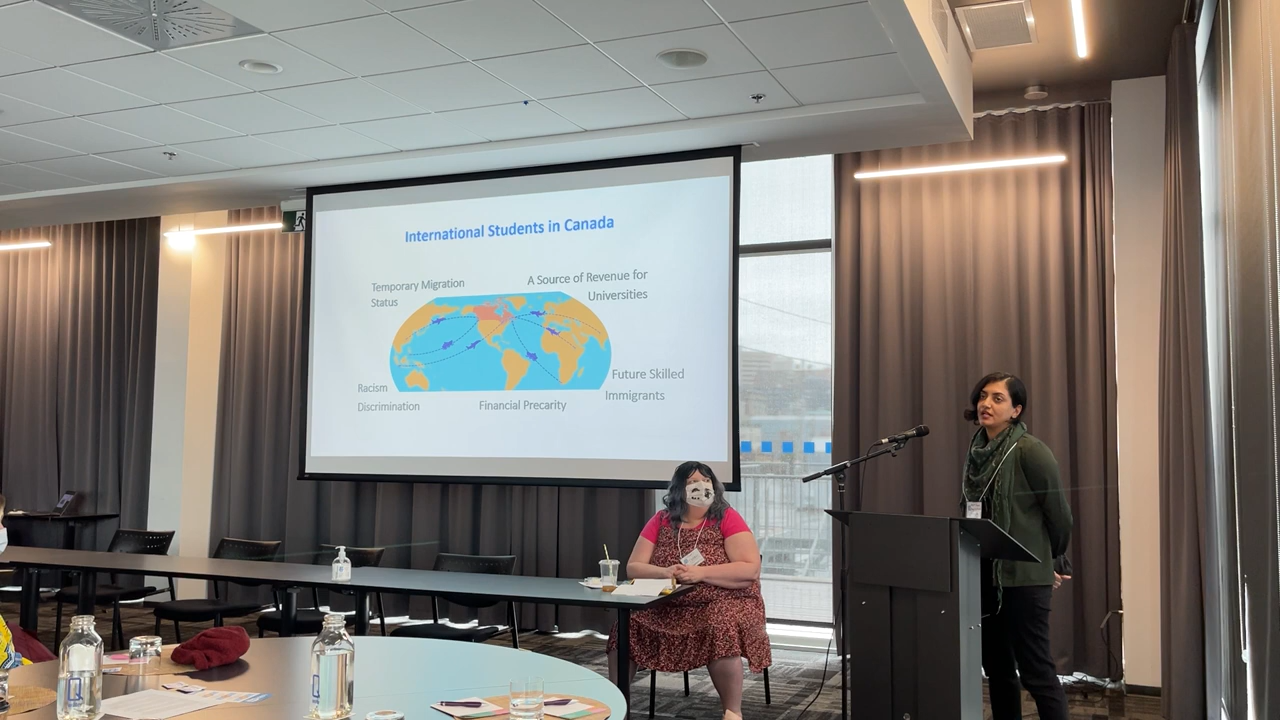 International Students in Canada
Temporary Migration
Status
A Source of Revenue for
Universities
Racism
Discrimination
Financial Precarity
Future Skilled
Immigrants